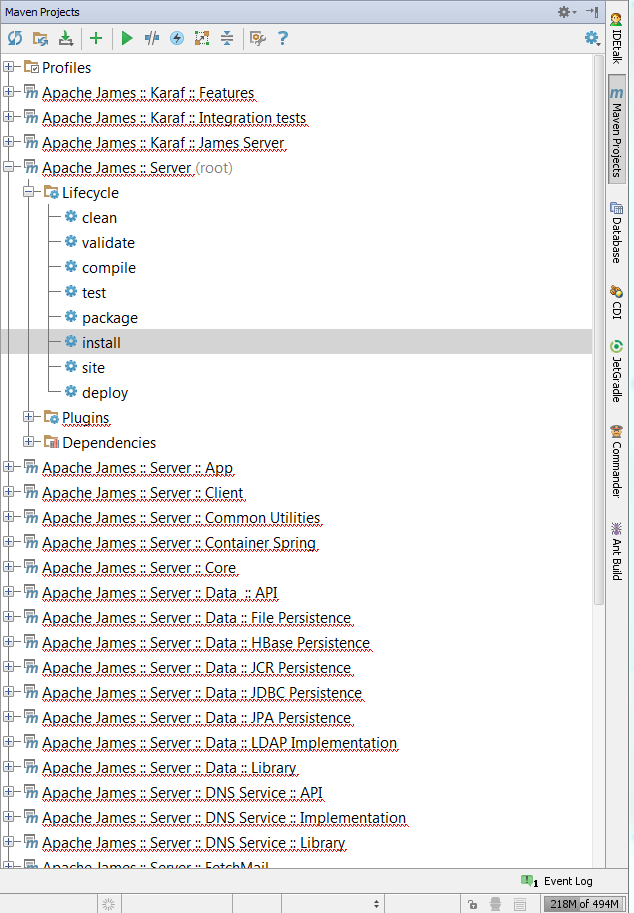 Maven Projects
Profiles
Apache James :: Karaf :: Features
Apache James :: Karaf :: Integration tests
Apache James :: Karaf :: James Server
Apache James :: Server (root)
Lifecycle
clean
validate
compile
test
package
install
site
deploy
Plugins
Dependencies
Apache James :: Server :: App
Apache James :: Server :: Client
Apache James :: Server :: Common Utilities
Apache James :: Server :: Container Spring
Apache James :: Server :: Core
Apache James :: Server :: Data  :: API
Apache James :: Server :: Data :: File Persistence
Apache James :: Server :: Data :: HBase Persistence
Apache James :: Server :: Data :: JCR Persistence
Apache James :: Server :: Data :: JDBC Persistence
Apache James :: Server :: Data :: JPA Persistence
Apache James :: Server :: Data :: LDAP Implementation
Apache James :: Server :: Data :: Library
Apache James :: Server :: DNS Service :: API
Apache James :: Server :: DNS Service :: Implementation
Apache James :: Server :: DNS Service :: Library
Apache James :: Server :: FetchMail
IDEtalk
Maven Projects
Database
CDI
JetGradle
Commander
Ant Build
1 Event Log
218M of 494M